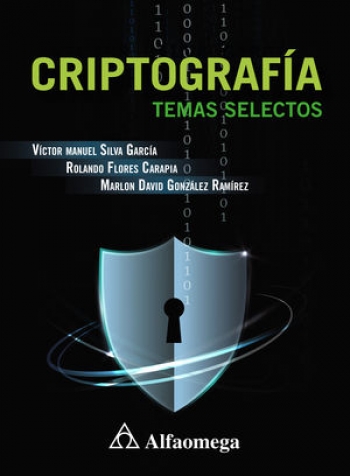 CRIPTOGRAFÍA
TEMAS SELECTOS
VÍCTOR MANUEL SILVA GARCÍA
ROLANDO FLORES CARAPIA
MARLON DAVID GONZÁLEZ RAMÍREZ
Alfaomega